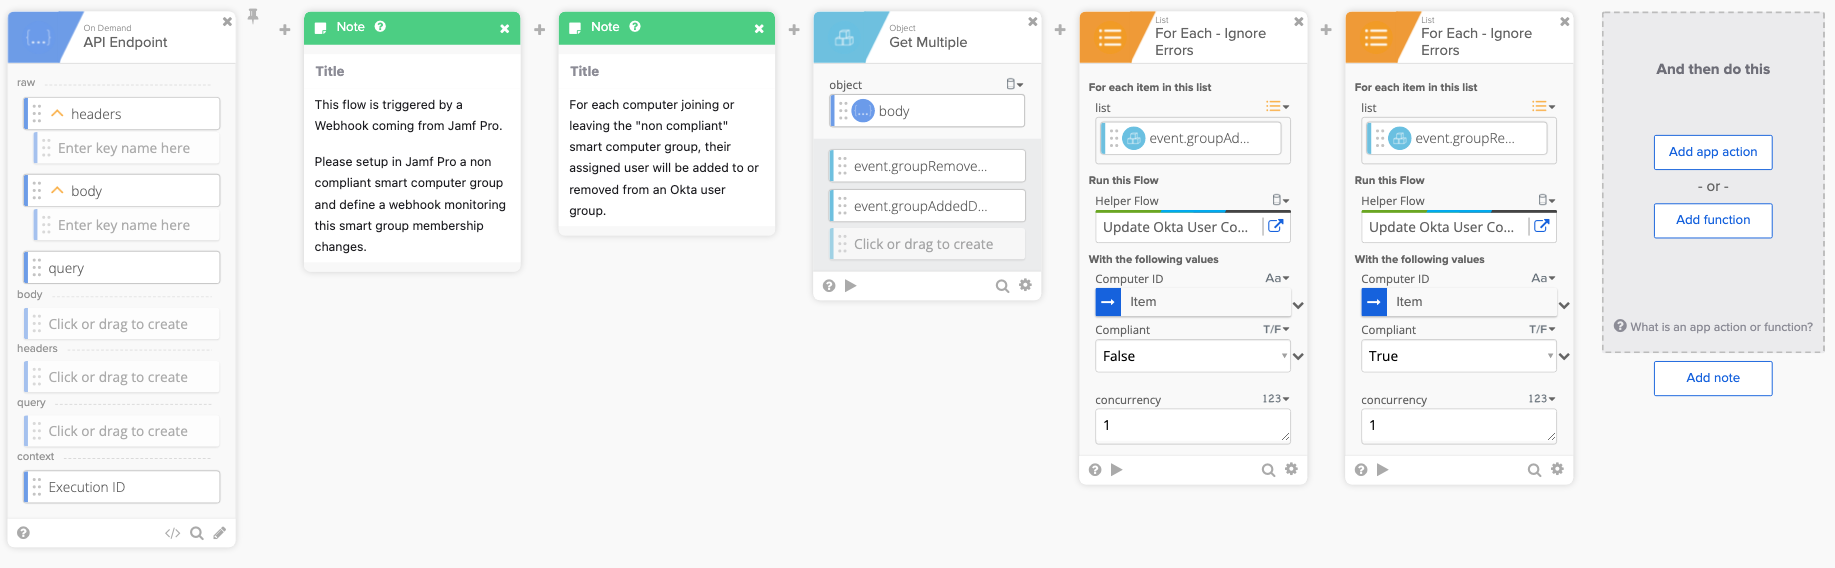 On Demand
API Endpoint
raw
headers
Enter key name here
body
Enter key name here
query
body
Click or drag to create
headers
Click or drag to create
query
Click or drag to create
context
Execution ID
Note
Title
This flow is triggered by a
Webhook coming from Jamf Pro.
Please setup in Jamf Pro a non
compliant smart computer group
and define a webhook monitoring
this smart group membership
changes.
Note
Title
For each computer joining or
leaving the "non compliant"
smart computer group, their
assigned user will be added to or
removed from an Okta user
group.
Object
Get Multiple
object
body
event.groupRemove...
event.groupAddedD...
Click or drag to create
List
For Each - Ignore
Errors
For each item in this list
list
event.groupAd...
Run this Flow
Helper Flow
Update Okta User Co...
With the following values
Computer ID
Aa
Item
Compliant
T/F
False
concurrency
123
1
List
For Each - Ignore
Errors
For each item in this list
list
event.groupRe...
Run this Flow
Helper Flow
Update Okta User Co...
With the following values
Computer ID
Aa
Item
Compliant
T/F
True
concurrency
123
1
And then do this
Add app action
- or -
Add function
What is an app action or function?
Add note